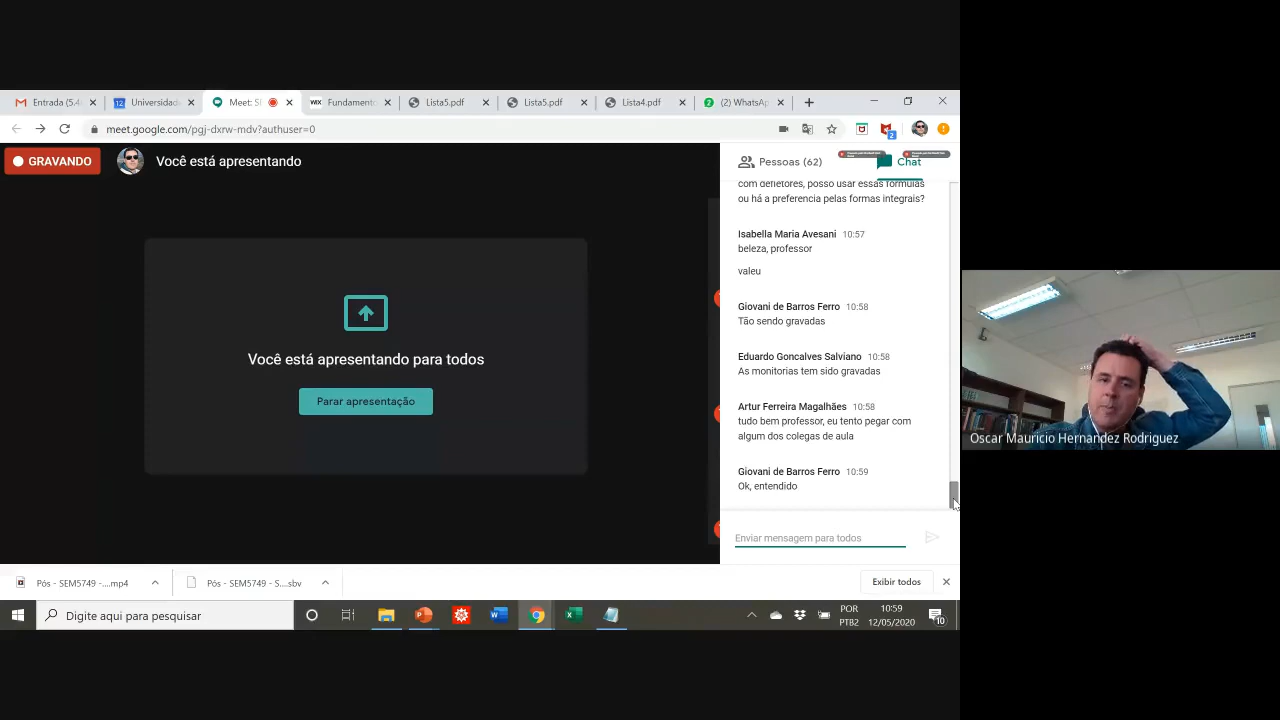 Entrada (5.4
Universidad
Meet: S
Fundament
Lista5.pdf
Lista5.pdf
Lista4.pdf
(2) WhatsAp
meet.google.com/pgj-dxrw-mdv?authuser=0
GRAVANDO
Você está apresentando
Pessoas (62)
Chat
com defletores, posso usar essas fórmulas
ou há a preferencia pelas formas integrais?
Isabella Maria Avesani 10:57
beleza, professor
valeu
Giovani de Barros Ferro 10:58
Tão sendo gravadas
Eduardo Goncalves Salviano 10:58
As monitorias tem sido gravadas
Artur Ferreira Magalhães 10:58
tudo bem professor, eu tento pegar com
algum dos colegas de aula
Giovani de Barros Ferro 10:59
Ok, entendido
Enviar mensagem para todos
Você está apresentando para todos
Parar apresentação
Oscar Mauricio Hernandez Rodriguez
Pós - SEM5749 -....mp4
Pós - SEM5749 - S....sbv
Exibir todos
Digite aqui para pesquisar
POR
PTB2
10:59
12/05/2020
10